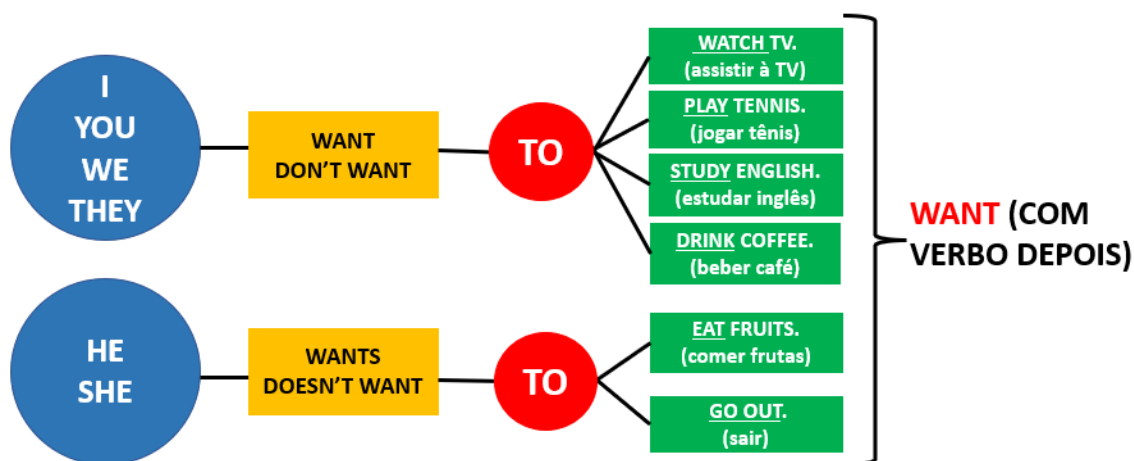 I
YOU
WE
THEY
WANT
DON'T WANT
TO
WATCH TV.
(assistir à TV)
PLAY TENNIS.
(jogar tênis)
STUDY ENGLISH.
(estudar inglês)
DRINK COFFEE.
(beber café)
HE
SHE
WANTS
DOESN'T WANT
TO
EAT FRUITS.
(comer frutas)
GO OUT.
(sair)
WANT (COM
VERBO DEPOIS)